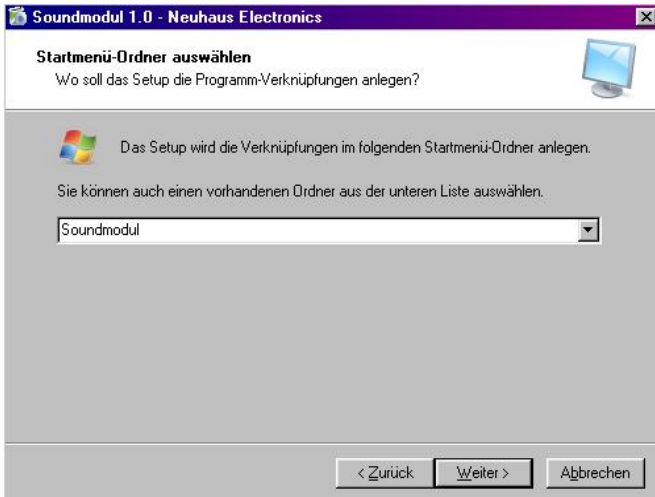 Soundmodul 1.0 - Neuhaus Electronics
Startmenü-Ordner auswählen
Wo soll das Setup die Programm-Verknüpfungen anlegen?
Das Setup wird die Verknüpfungen im folgenden Startmenü-Ordner anlegen.
Sie können auch einen vorhandenen Ordner aus der unteren Liste auswählen.
Soundmodul
< Zurück Weiter > Abbrechen